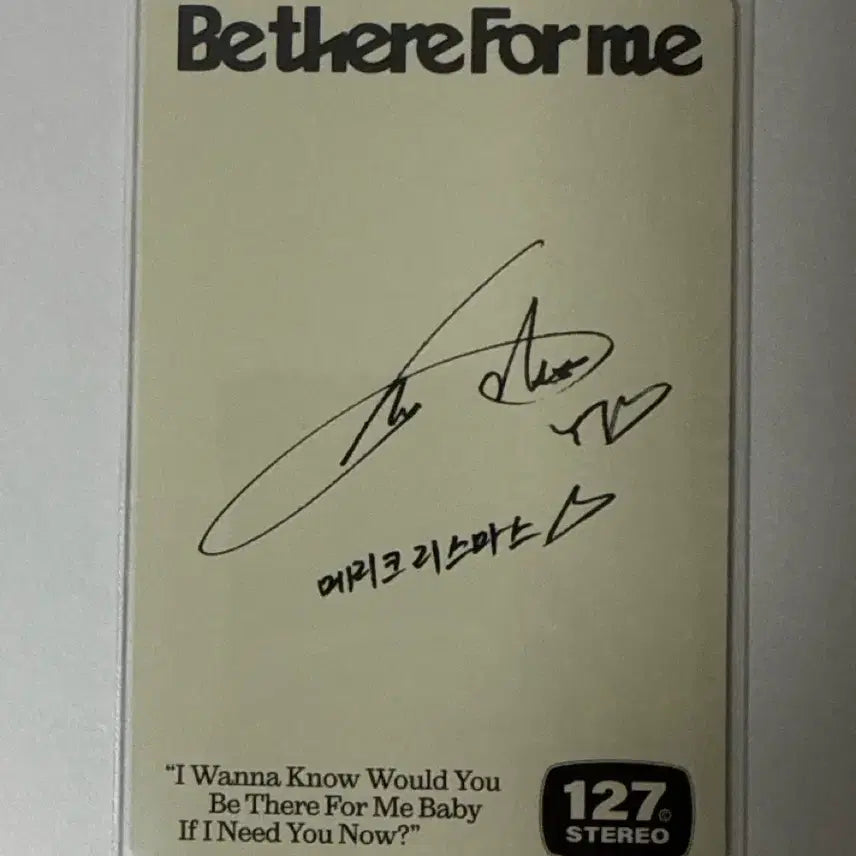 Be there For me
메리크리스마스
"I Wanna Know Would You
Be There For Me Baby
If I Need You Now?"
127
STEREO